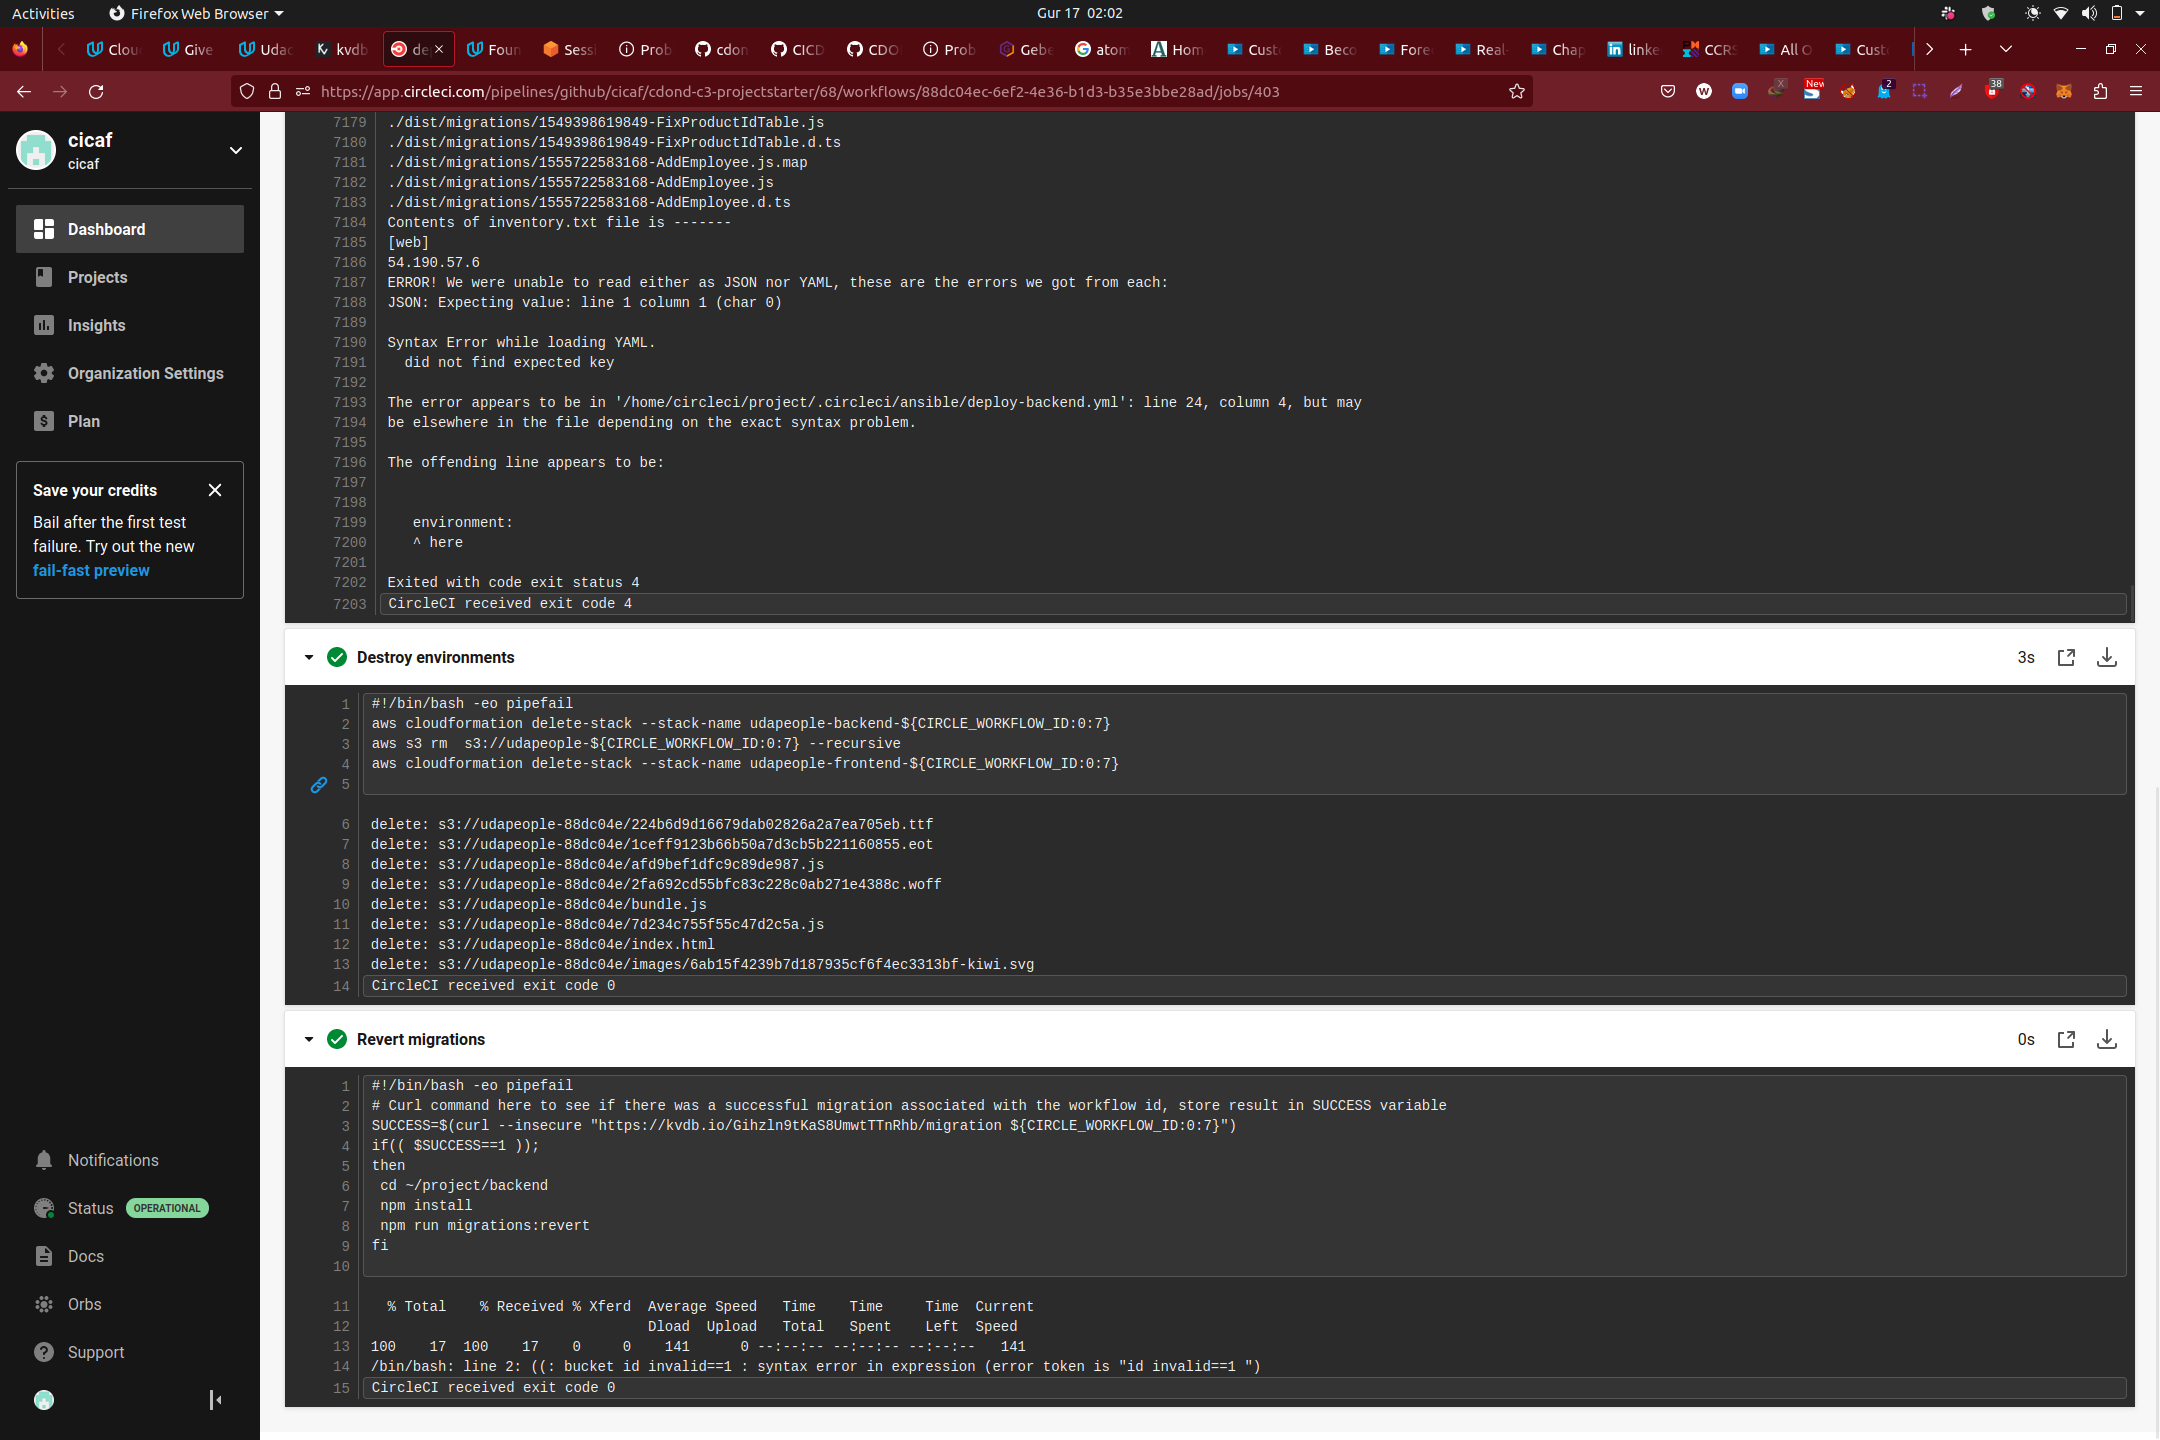 Activities Firefox Web Browser Gur 17 02:02
Clou Give Udac kvdb de Foun Sess Prob cdon CICD CDO Prob Gebe atom Hom Cust Beco Fore Real- Chap linke CCRS All O Cust
https://app.circleci.com/pipelines/github/cicaf/cdond-c3-projectstarter/68/workflows/88dc04ec-6ef2-4e36-b1d3-b35e3bbe28ad/jobs/403 New 2 38
cicaf
cicaf
Dashboard
Projects
Insights
Organization Settings
Plan
Save your credits
Bail after the first test
failure. Try out the new
fail-fast preview
Notifications
Status OPERATIONAL
Docs
Orbs
Support
7179 ./dist/migrations/1549398619849-FixProductIdTable.js
7180 ./dist/migrations/1549398619849-FixProductIdTable.d.ts
7181 ./dist/migrations/1555722583168-AddEmployee.js.map
7182 ./dist/migrations/1555722583168-AddEmployee.js
7183 ./dist/migrations/1555722583168-AddEmployee.d.ts
7184 Contents of inventory.txt file is -------
7185 [web]
7186 54.190.57.6
7187 ERROR! We were unable to read either as JSON nor YAML, these are the errors we got from each:
7188 JSON: Expecting value: line 1 column 1 (char 0)
7189
7190 Syntax Error while loading YAML.
7191 did not find expected key
7192
7193 The error appears to be in '/home/circleci/project/.circleci/ansible/deploy-backend.yml': line 24, column 4, but may
7194 be elsewhere in the file depending on the exact syntax problem.
7195
7196 The offending line appears to be:
7197
7198
7199 environment:
7200 ^ here
7201
7202 Exited with code exit status 4
7203 CircleCI received exit code 4
Destroy environments 3s
1 #!/bin/bash -eo pipefail
2 aws cloudformation delete-stack --stack-name udapeople-backend-${CIRCLE_WORKFLOW_ID:0:7}
3 aws s3 rm  s3://udapeople-${CIRCLE_WORKFLOW_ID:0:7} --recursive
4 aws cloudformation delete-stack --stack-name udapeople-frontend-${CIRCLE_WORKFLOW_ID:0:7}
5
6 delete: s3://udapeople-88dc04e/224b6d9d16679dab02826a2a7ea705eb.ttf
7 delete: s3://udapeople-88dc04e/1ceff9123b66b50a7d3cb5b221160855.eot
8 delete: s3://udapeople-88dc04e/afd9bef1dfc9c89de987.js
9 delete: s3://udapeople-88dc04e/2fa692cd55bfc83c228c0ab271e4388c.woff
10 delete: s3://udapeople-88dc04e/bundle.js
11 delete: s3://udapeople-88dc04e/7d234c755f55c47d2c5a.js
12 delete: s3://udapeople-88dc04e/index.html
13 delete: s3://udapeople-88dc04e/images/6ab15f4239b7d187935cf6f4ec3313bf-kiwi.svg
14 CircleCI received exit code 0
Revert migrations 0s
1 #!/bin/bash -eo pipefail
2 # Curl command here to see if there was a successful migration associated with the workflow id, store result in SUCCESS variable
3 SUCCESS=$(curl --insecure "https://kvdb.io/Gihzln9tKaS8UmwtTTnRhb/migration ${CIRCLE_WORKFLOW_ID:0:7}")
4 if(( $SUCCESS==1 ));
5 then
6 cd ~/project/backend
7 npm install
8 npm run migrations:revert
9 fi
10
11 % Total % Received % Xferd Average Speed Time Time Time Current
12 Dload Upload Total Spent Left Speed
13 100 17 100 17 0 0 141 0 --:--:-- --:--:-- --:--:-- 141
14 /bin/bash: line 2: ((: bucket id invalid==1 : syntax error in expression (error token is "id invalid==1 ")
15 CircleCI received exit code 0